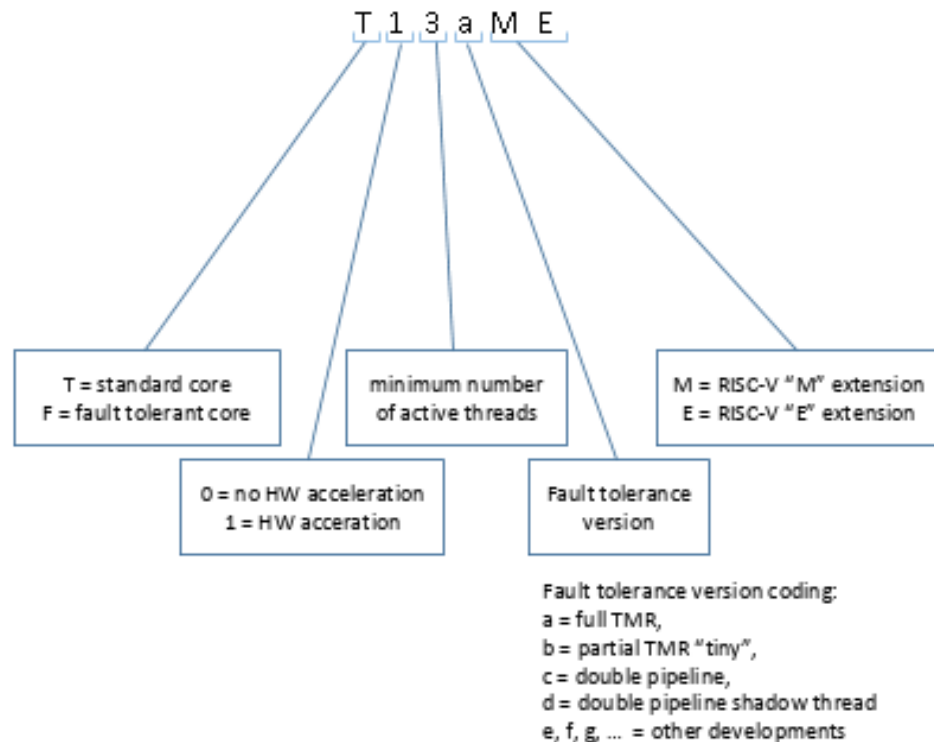 T 1 3 a M E
T = standard core
F = fault tolerant core
minimum number
of active threads
M = RISC-V “M” extension
E = RISC-V “E” extension
0 = no HW acceleration
1 = HW acceration
Fault tolerance
version
Fault tolerance version coding:
a = full TMR,
b = partial TMR “tiny”,
c = double pipeline,
d = double pipeline shadow thread
e, f, g, ... = other developments